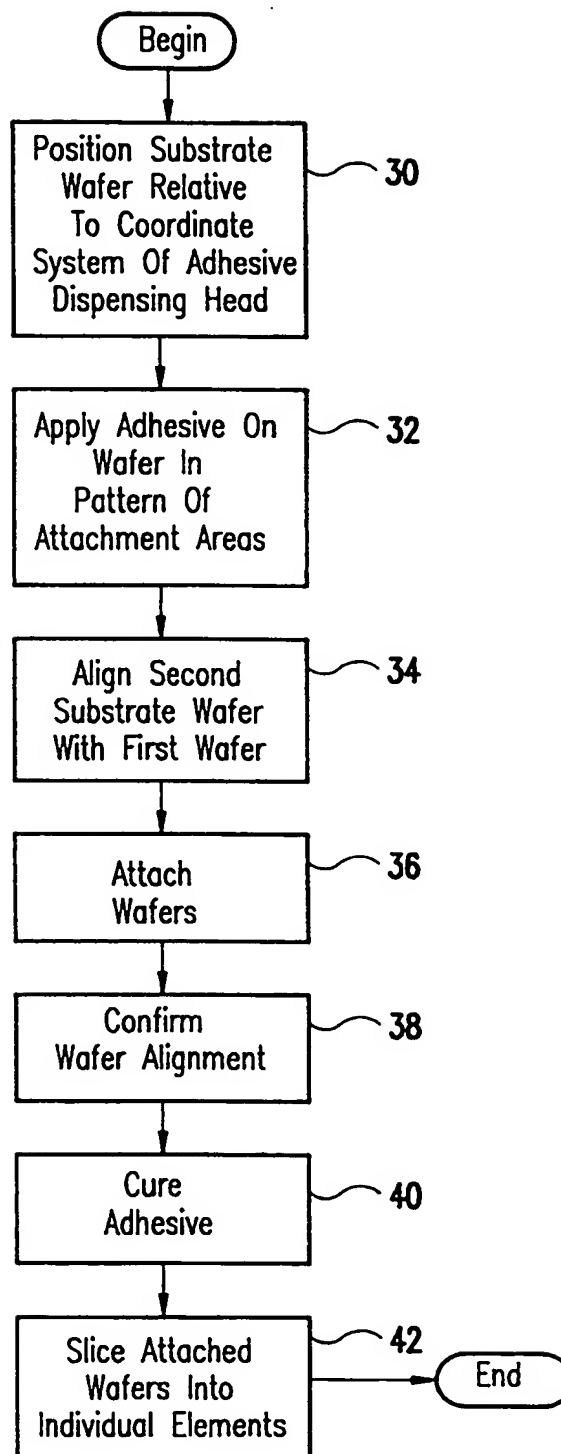 Begin
Position Substrate
Wafer Relative
To Coordinate
System Of Adhesive
Dispensing Head
30
Apply Adhesive On
Wafer In
Pattern Of
Attachment Areas
32
Align Second
Substrate Wafer
With First Wafer
34
Attach
Wafers
36
Confirm
Wafer Alignment
38
Cure
Adhesive
40
Slice Attached
Wafers Into
Individual Elements
42
End